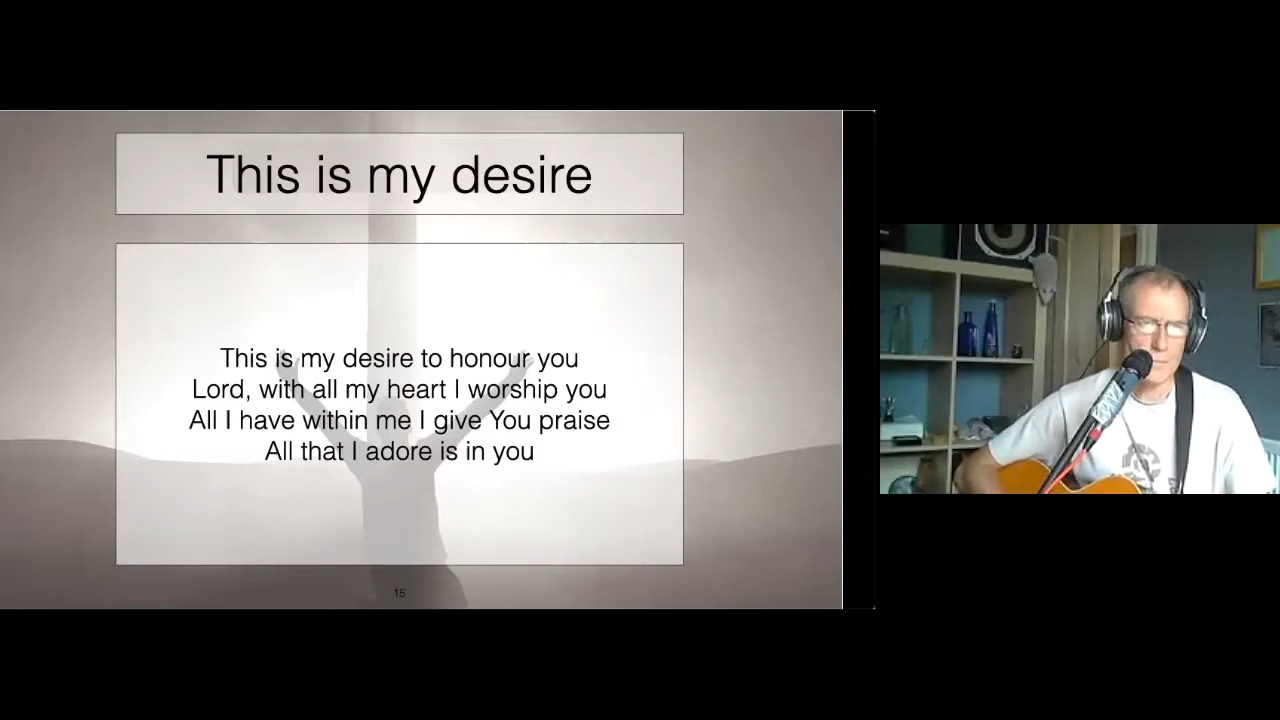 This is my desire
This is my desire to honour you
Lord, with all my heart I worship you
All I have within me I give You praise
All that I adore is in you
15